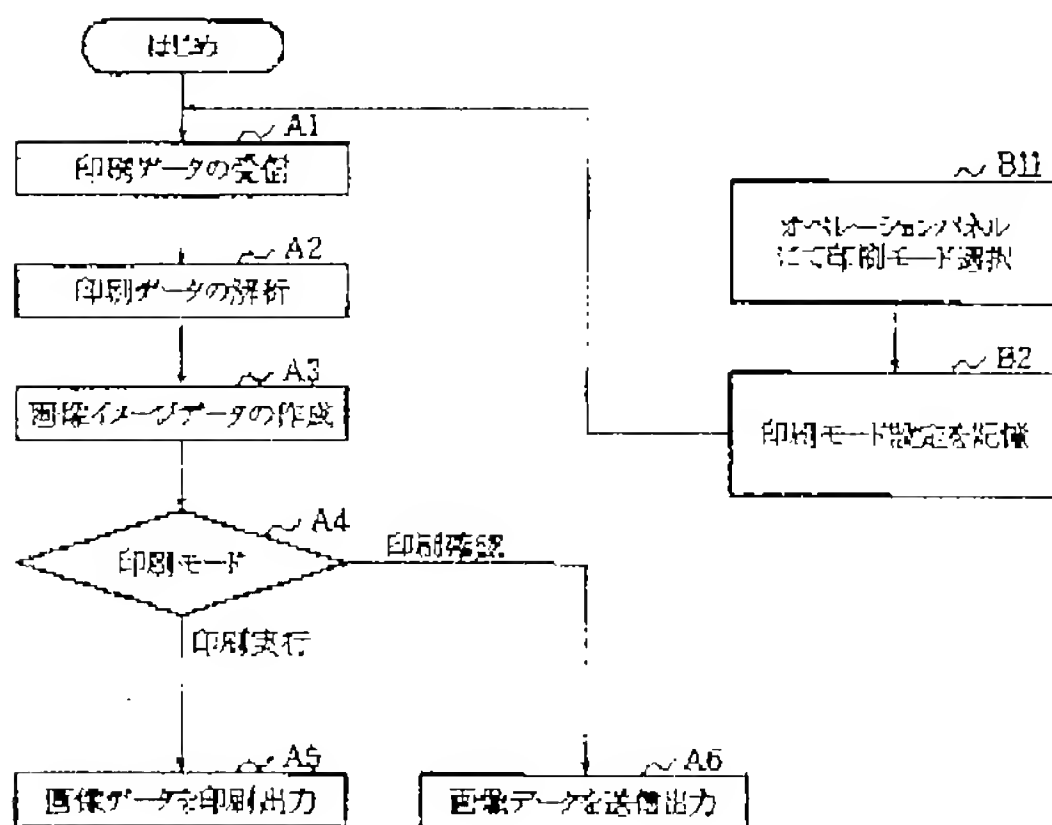 はじめ
A1
印刷データの受信
A2
印刷データの解析
A3
画像イメージデータの作成
A4
印刷モード
印刷確認
印刷実行
A5
画像データを印刷出力
A6
画像データを送信出力
B11
オペレーションパネル
にて印刷モード選択
B2
印刷モード設定を記憶